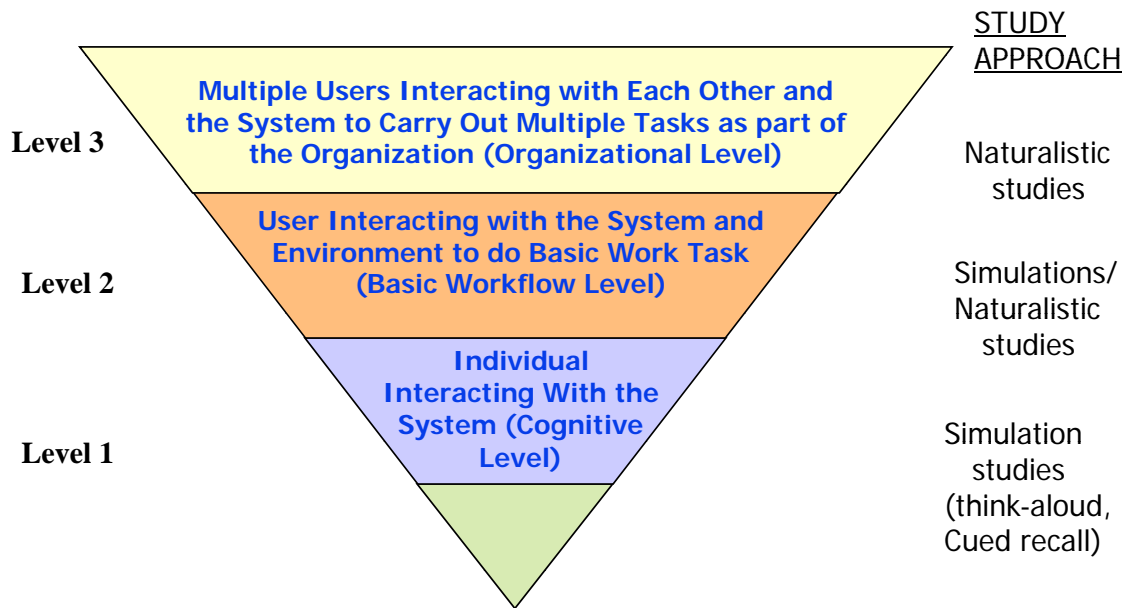 STUDY
APPROACH
Multiple Users Interacting with Each Other and
the System to Carry Out Multiple Tasks as part of
the Organization (Organizational Level)
Level 3
Naturalistic
studies
User Interacting with the System and
Environment to do Basic Work Task
(Basic Workflow Level)
Level 2
Simulations/
Naturalistic
studies
Individual
Interacting With the
System (Cognitive
Level)
Level 1
Simulation
studies
(think-aloud,
Cued recall)